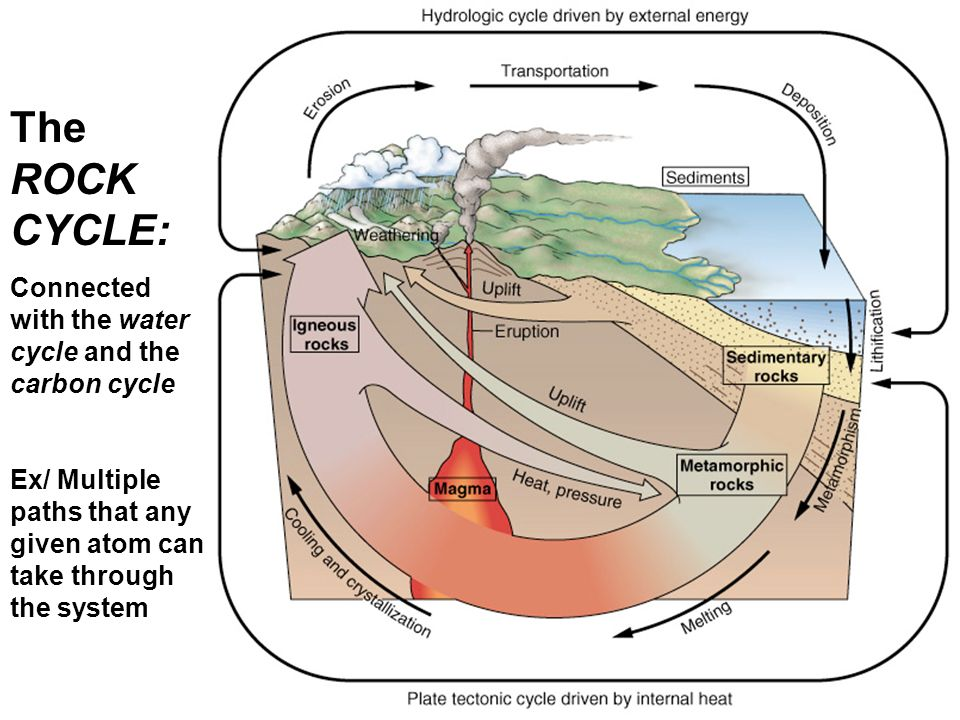 The
ROCK
CYCLE:
Connected
with the water
cycle and the
carbon cycle
Ex/ Multiple
paths that any
given atom can
take through
the system
Hydrologic cycle driven by external energy
Erosion
Transportation
Deposition
Sediments
Weathering
Uplift
Eruption
Igneous
rocks
Sedimentary
rocks
Lithification
Uplift
Metamorphic
rocks
Metamorphism
Magma
Heat, pressure
Cooling and crystallization
Melting
Plate tectonic cycle driven by internal heat